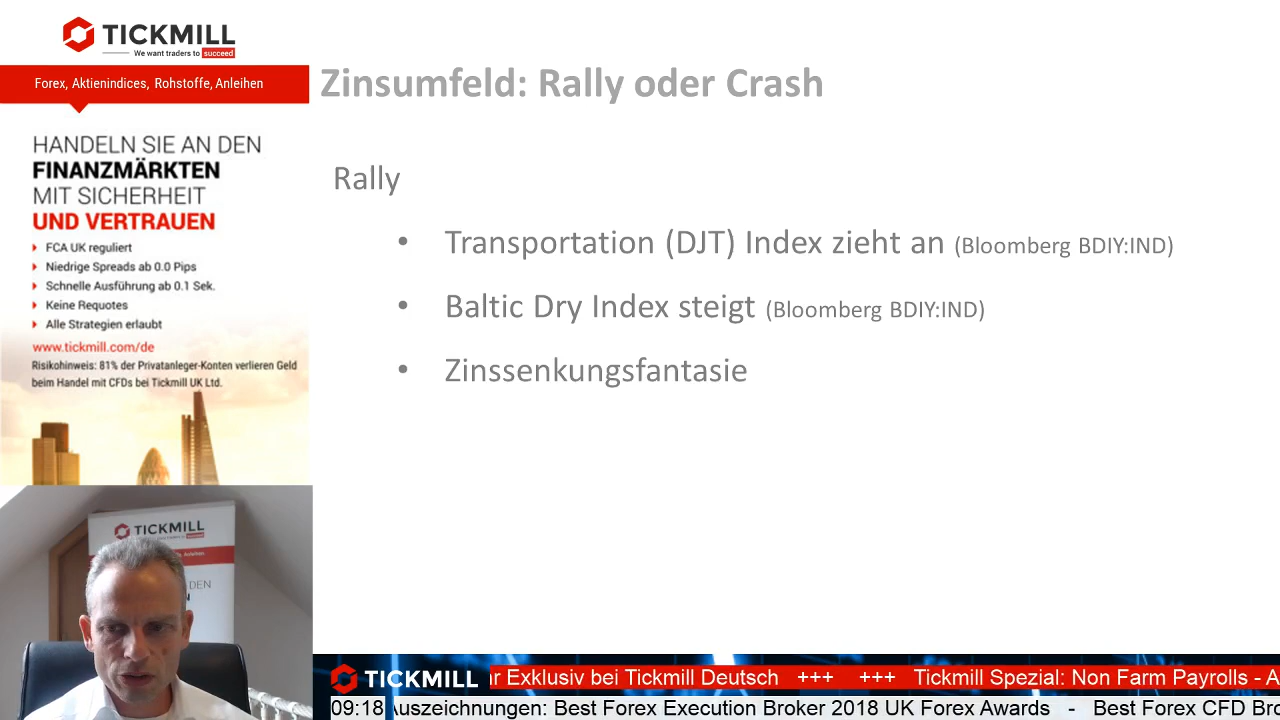 TICKMILL
We want traders to succeed
Forex, Aktienindices, Rohstoffe, Anleihen
HANDELN SIE AN DEN
FINANZMÄRKTEN
MIT SICHERHEIT
UND VERTRAUEN
FCA UK reguliert
Niedrige Spreads ab 0.0 Pips
Schnelle Ausführung ab 0.1 Sek.
Keine Requotes
Alle Strategien erlaubt
www.tickmill.com/de
Risikohinweis: 81% der Privatanleger-Konten verlieren Geld
beim Handel mit CFDs bei Tickmill UK Ltd.
Zinsumfeld: Rally oder Crash
Rally
• Transportation (DJT) Index zieht an (Bloomberg BDIY:IND)
• Baltic Dry Index steigt (Bloomberg BDIY:IND)
• Zinssenkungsfantasie
TICKMILL
Anleihen
DEN
TICKMILL
r Exklusiv bei Tickmill Deutsch +++ +++ Tickmill Spezial: Non Farm Payrolls - A
09:18 uszeichnungen: Best Forex Execution Broker 2018 UK Forex Awards - Best Forex CFD Bro